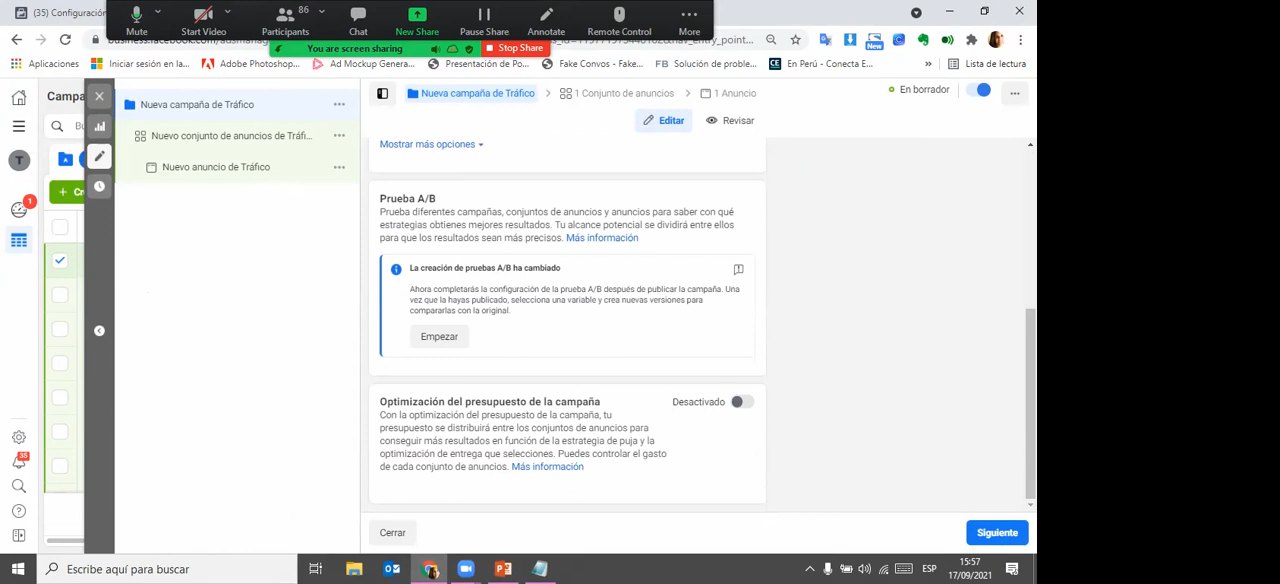 (35) Configuración
Mute
Start Video
86
Participants
Chat
New Share
Pause Share
Annotate
Remote Control
More
You are screen sharing
Stop Share
Aplicaciones
Iniciar sesión en la...
Adobe Photoshop...
Ad Mockup Genera...
Presentación de Po...
Fake Convos - Fake...
FB
Solución de proble...
CE
En Perú - Conecta E...
»
Lista de lectura
New
Campa
Nueva campaña de Tráfico
Nuevo conjunto de anuncios de Tráfi...
Nuevo anuncio de Tráfico
T
1
+ Cr
35
Nueva campaña de Tráfico
1 Conjunto de anuncios
1 Anuncio
En borrador
Editar
Revisar
Mostrar más opciones
Prueba A/B
Prueba diferentes campañas, conjuntos de anuncios y anuncios para saber con qué
estrategias obtienes mejores resultados. Tu alcance potencial se dividirá entre ellos
para que los resultados sean más precisos. Más información
La creación de pruebas A/B ha cambiado
Ahora completarás la configuración de la prueba A/B después de publicar la campaña. Una
vez que la hayas publicado, selecciona una variable y crea nuevas versiones para
compararlas con la original.
Empezar
Optimización del presupuesto de la campaña
Desactivado
Con la optimización del presupuesto de la campaña, tu
presupuesto se distribuirá entre los conjuntos de anuncios para
conseguir más resultados en función de la estrategia de puja y la
optimización de entrega que selecciones. Puedes controlar el gasto
de cada conjunto de anuncios. Más información
Cerrar
Siguiente
Escribe aquí para buscar
ESP
15:57
17/09/2021